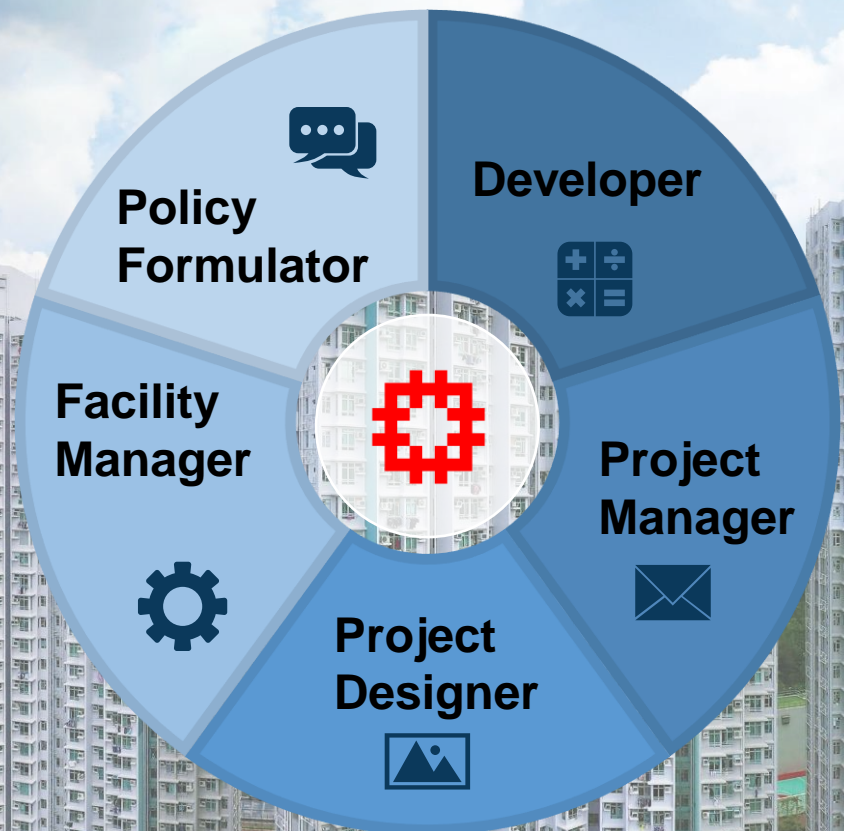 Policy
Formulator
Developer
Facility
Manager
Project
Manager
Project
Designer